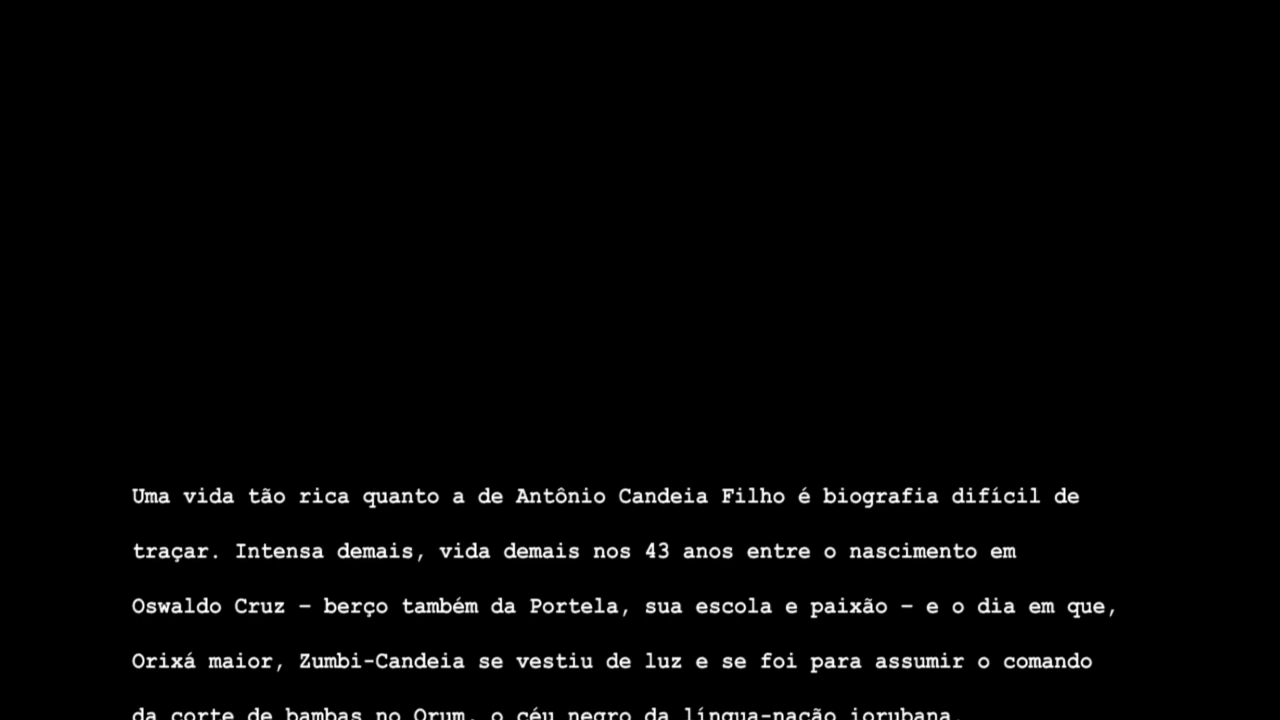 Uma vida tão rica quanto a de Antônio Candeia Filho é biografia difícil de
traçar. Intensa demais, vida demais nos 43 anos entre o nascimento em
Oswaldo Cruz – berço também da Portela, sua escola e paixão – e o dia em que,
Orixá maior, Zumbi-Candeia se vestiu de luz e se foi para assumir o comando
da corte de bambas no Orum, o céu negro da língua-nação iorubana.